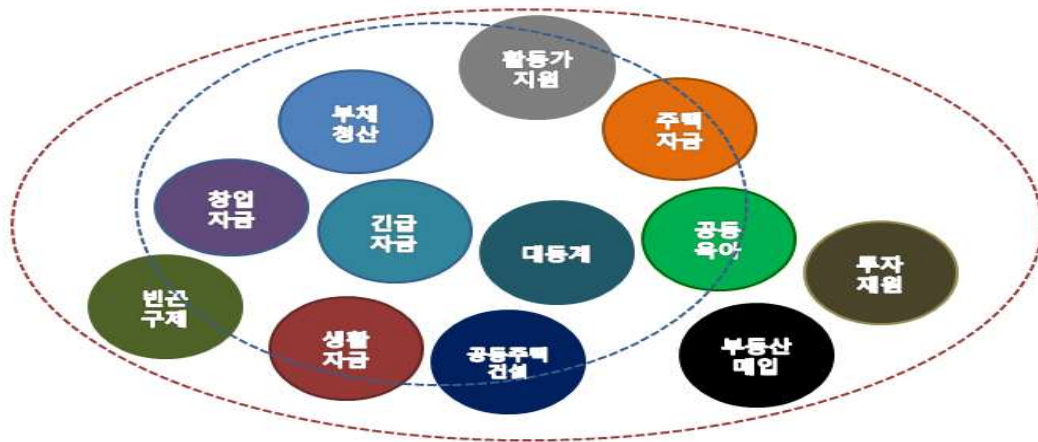 활동가
지원
부채
청산
주택
자금
창업
자금
긴급
자금
대동계
공동
육아
투자
재원
빈곤
구제
생활
자금
공동주택
건설
부동산
매입